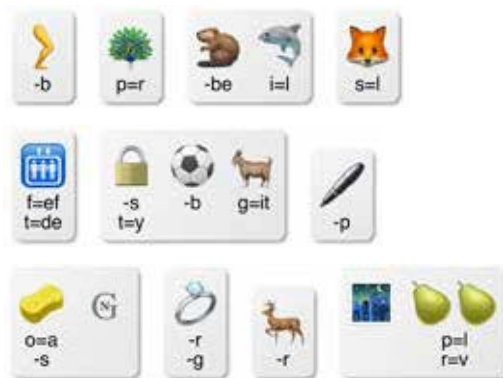 -b p=r -be i=l s=l
f=ef -s -b g=it -p
t=de t=y
o=a -r -r p=l
-s -g r=v